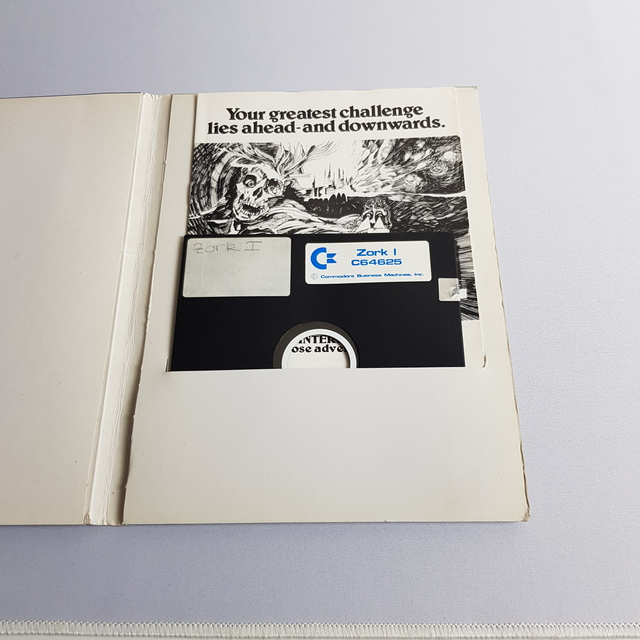 Your greatest challenge
lies ahead-and downwards.
Zork I
Zork I
C64625
© Commodore Business Machines, Inc.
INTER
ose adve